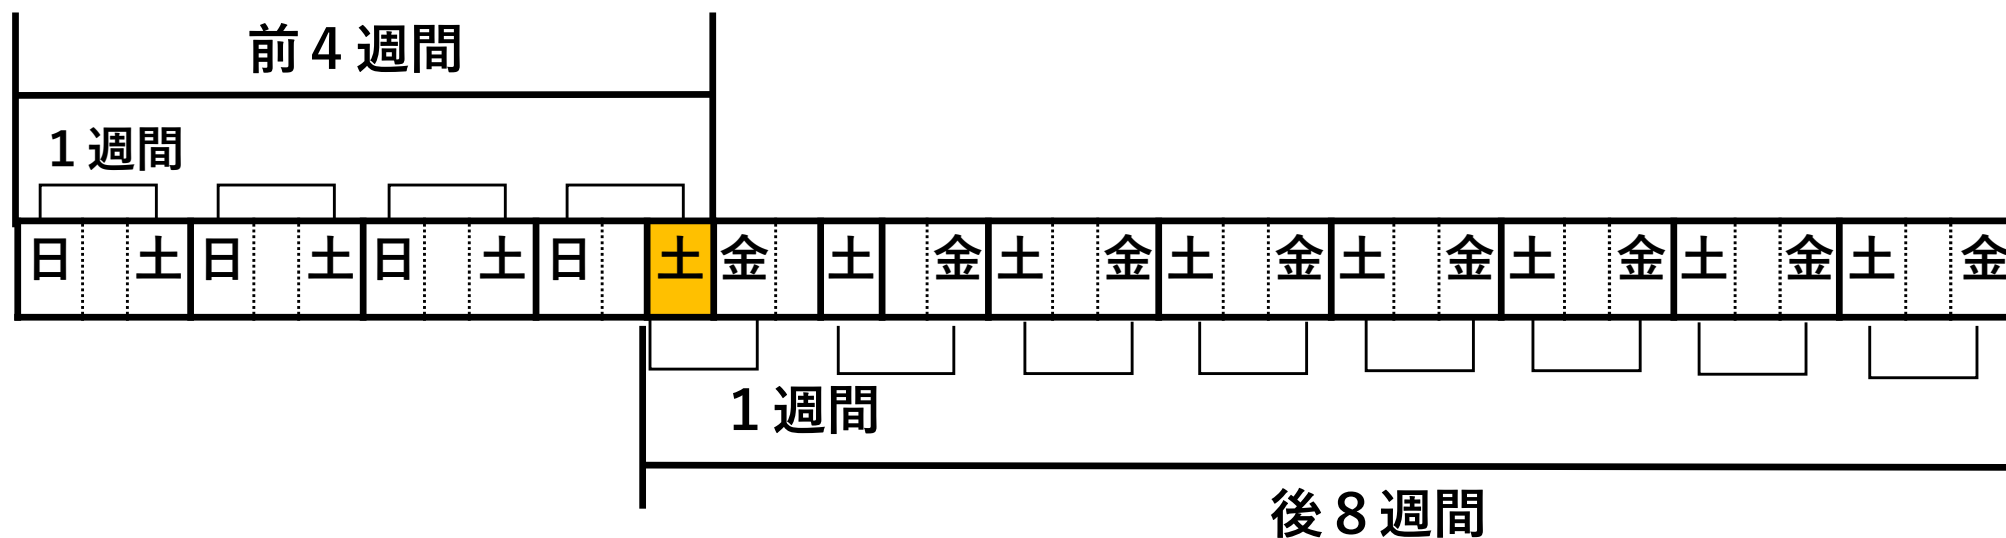 前４週間
１週間
日 土 日 土 日 土 日 土 金 土 金 土 金 土 金 土 金 土 金 土 金 土 金
１週間
後８週間